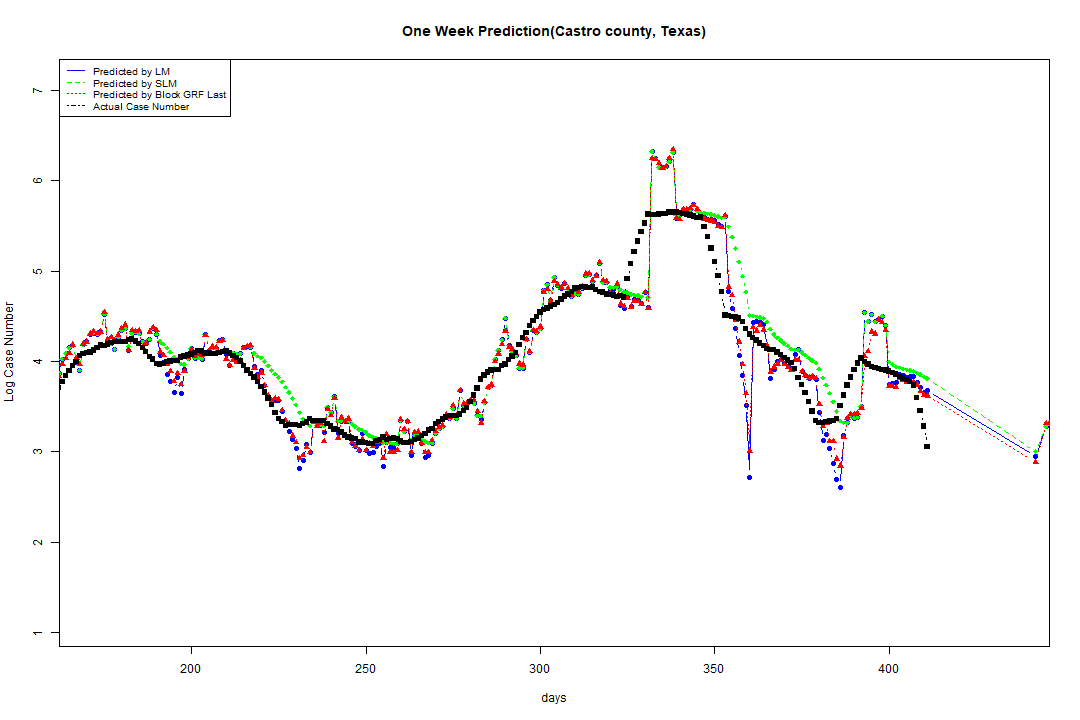 One Week Prediction(Castro county, Texas)
Predicted by LM
Predicted by SLM
Predicted by Block GRF Last
Actual Case Number
7
6
5
4
3
2
1
Log Case Number
200 250 300 350 400
days